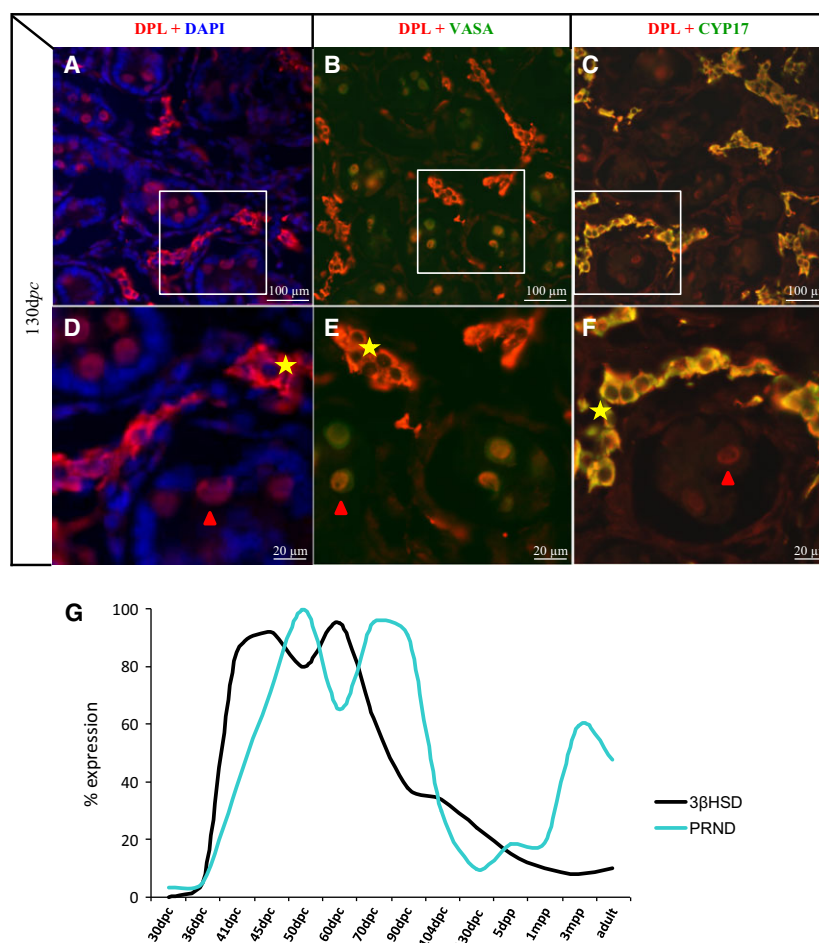 DPL + DAPI DPL + VASA DPL + CYP17
130dpc
A B C
100 µm 100 µm 100 µm
D E F
20 µm 20 µm 20 µm
G
% expression
100
80
60
40
20
0
30dpc 36dpc 41dpc 45dpc 50dpc 60dpc 70dpc 90dpc 104dpc 30dpc 5dpp 1mpp 3mpp adult
3βHSD
PRND